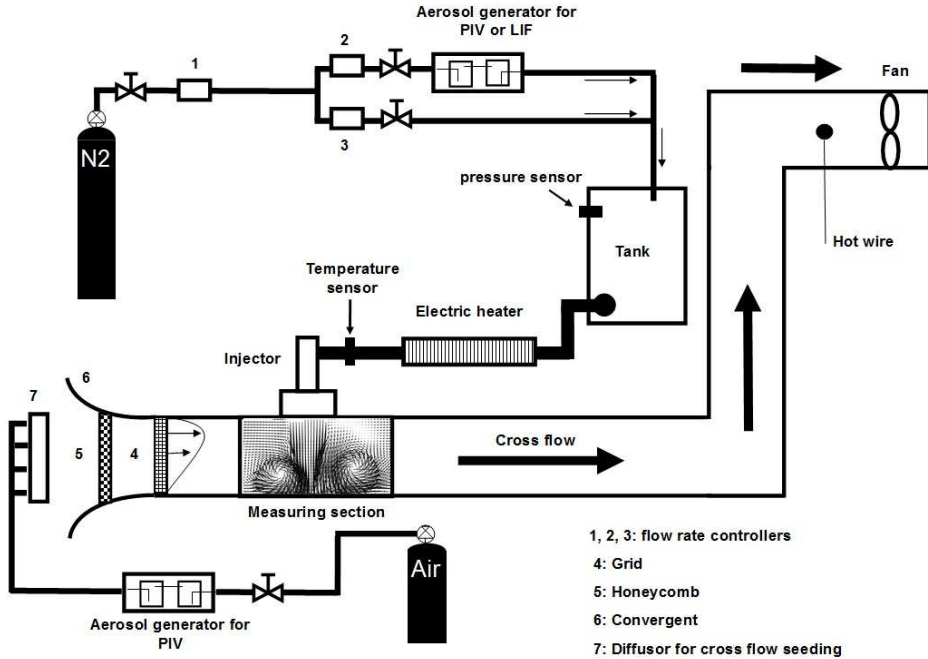 Aerosol generator for
PIV or LIF
1
2
3
N2
Fan
Hot wire
pressure sensor
Tank
Temperature
sensor
Electric heater
Injector
6
7
5
4
Cross flow
Measuring section
Air
Aerosol generator for
PIV
1, 2, 3: flow rate controllers
4: Grid
5: Honeycomb
6: Convergent
7: Diffusor for cross flow seeding